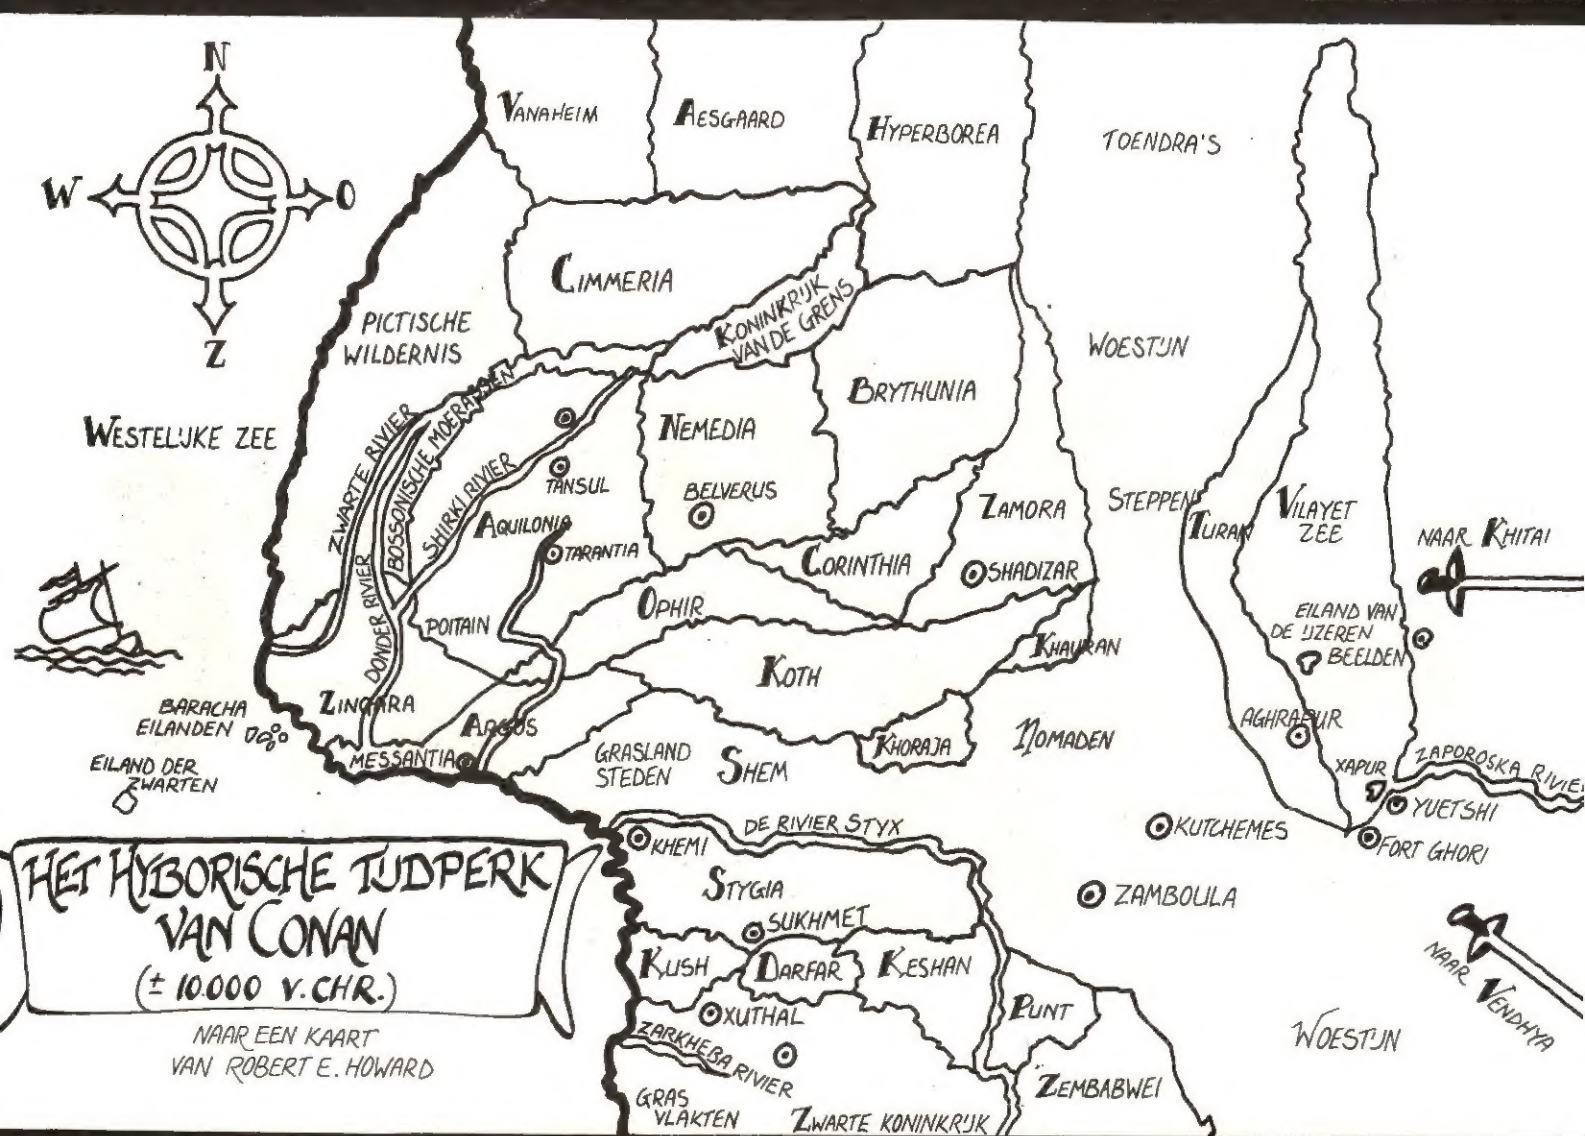 N
W
O
Z
VANAHEIM
AESGAARD
HYPERBOREA
TOENDRA'S
CIMMERIA
KONINKRIJK
VAN DE GRENS
PICTISCHE
WILDERNIS
WOESTIJN
WESTELIJKE ZEE
ZWARTE RIVIER
BOSSONISCHE MOERASSEN
SHIRKI RIVIER
DONDER RIVIER
NEMEDIA
BRYTHUNIA
TANSUL
BELVERUS
AQUILONIA
TARANTIA
ZAMORA
STEPPEN
TURAN
VILAYET
ZEE
NAAR KHITAI
CORINTHIA
SHADIZAR
OPHIR
POITAIN
EILAND VAN
DE IJZEREN
BEELDEN
KHAURAN
KOTH
ZINGARA
ARGOS
BARACHA
EILANDEN
MESSANTIA
EILAND DER
ZWARTEN
GRASLAND
STEDEN
SHEM
KHORAJA
NOMADEN
AGHRAPUR
XAPUR
ZAPOROSKA RIVIER
YUETSHI
FORT GHORI
KUTCHEMES
DE RIVIER STYX
KHEMI
STYGIA
ZAMBOULA
SUKHMET
KUSH
DARFAR
KESHAN
PUNT
NAAR VENDHYA
XUTHAL
ZARKHEBA RIVIER
WOESTIJN
ZEMBABWEI
GRAS
VLAKTEN
ZWARTE KONINKRIJK
HET HYBORISCHE TIJDPERK
VAN CONAN
(± 10.000 V. CHR.)
NAAR EEN KAART
VAN ROBERT E. HOWARD